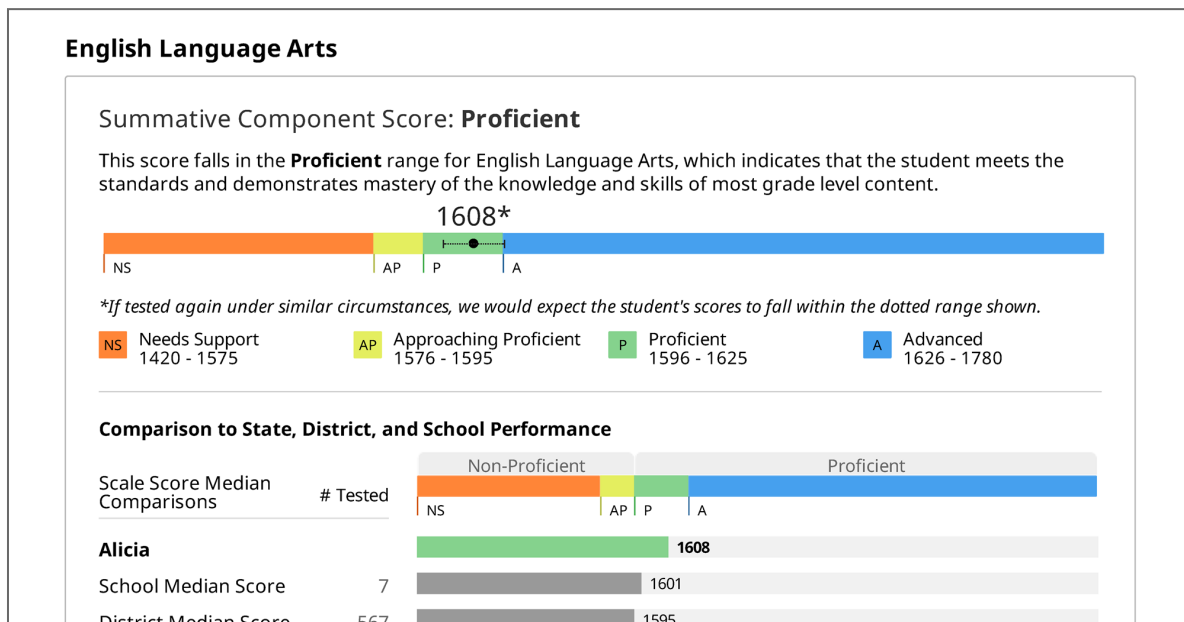 English Language Arts
Summative Component Score: Proficient
This score falls in the Proficient range for English Language Arts, which indicates that the student meets the
standards and demonstrates mastery of the knowledge and skills of most grade level content.
1608*
NS AP P A
*If tested again under similar circumstances, we would expect the student's scores to fall within the dotted range shown.
NS Needs Support
1420 - 1575
AP Approaching Proficient
1576 - 1595
P Proficient
1596 - 1625
A Advanced
1626 - 1780
Comparison to State, District, and School Performance
Non-Proficient Proficient
Scale Score Median
Comparisons
# Tested
NS AP P A
Alicia 1608
School Median Score 7 1601
District Median Score 567 1595